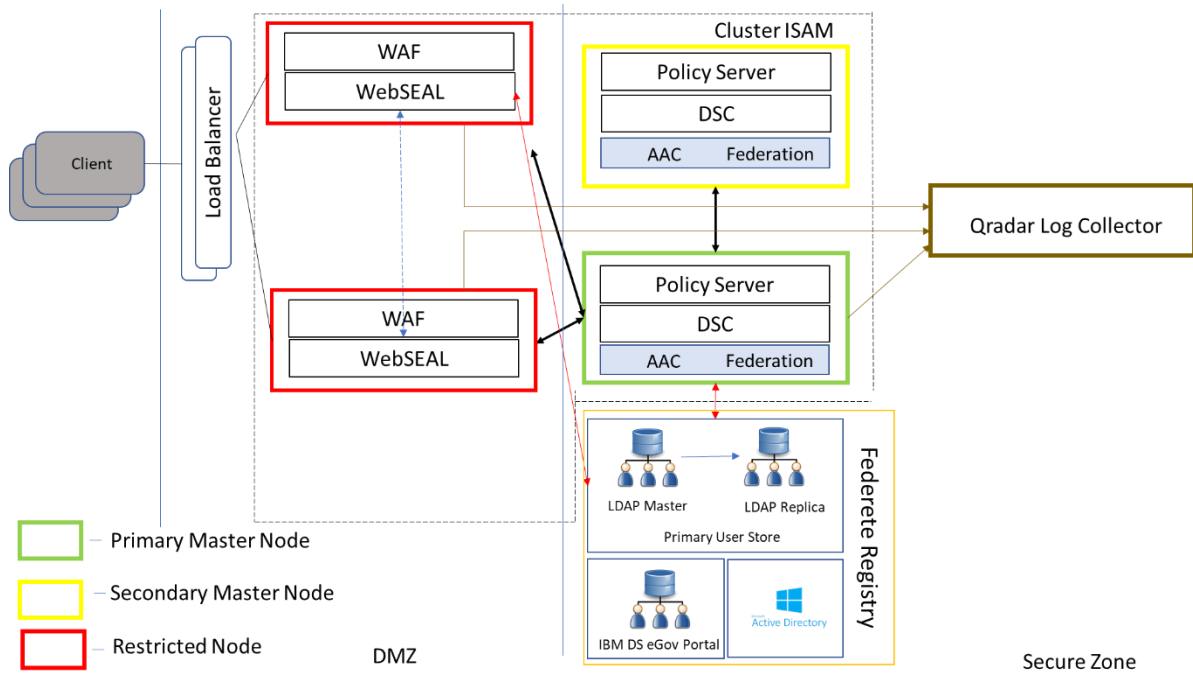 Cluster ISAM
WAF
WebSEAL
Policy Server
DSC
AAC Federation
Client
Load Balancer
Qradar Log Collector
WAF
WebSEAL
Policy Server
DSC
AAC Federation
LDAP Master
LDAP Replica
Primary User Store
Federete Registry
IBM DS eGov Portal
Active Directory
Primary Master Node
Secondary Master Node
Restricted Node
DMZ
Secure Zone